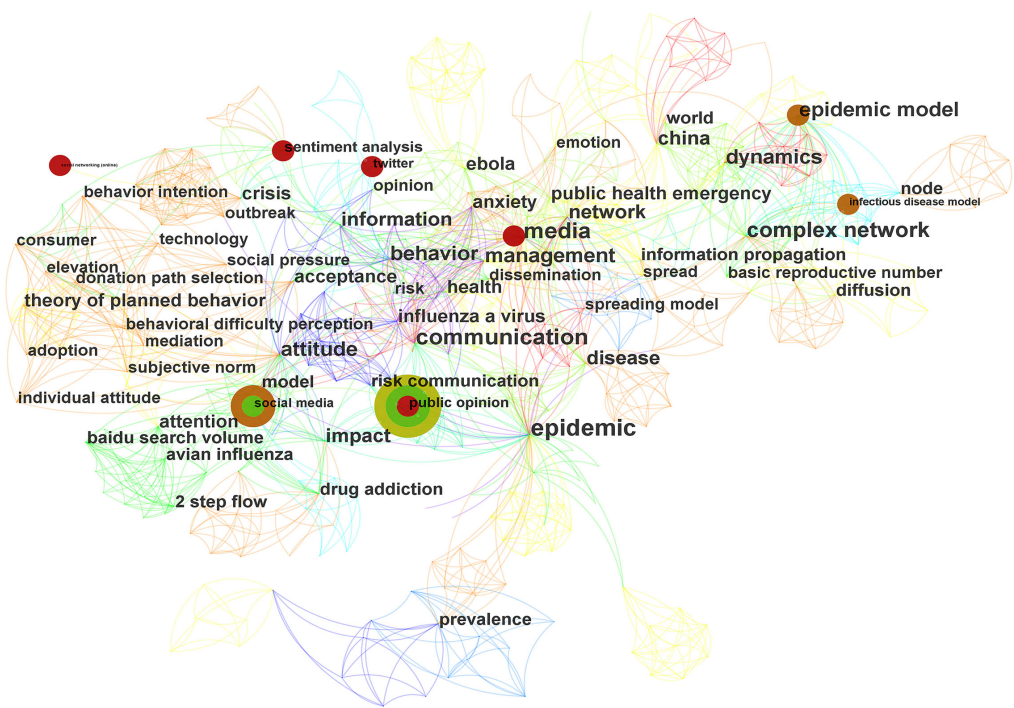 epidemic model
world
china
emotion
sentiment analysis
twitter
dynamics
ebola
social networking (online)
opinion
node
behavior intention
crisis
public health emergency
anxiety
infectious disease model
outbreak
information
network
media
complex network
consumer
technology
behavior
management
information propagation
social pressure
elevation
donation path selection
acceptance
dissemination
spread
basic reproductive number
risk
health
diffusion
theory of planned behavior
spreading model
behavioral difficulty perception
influenza a virus
mediation
communication
adoption
attitude
disease
subjective norm
model
risk communication
individual attitude
social media
public opinion
attention
epidemic
baidu search volume
impact
avian influenza
drug addiction
2 step flow
prevalence